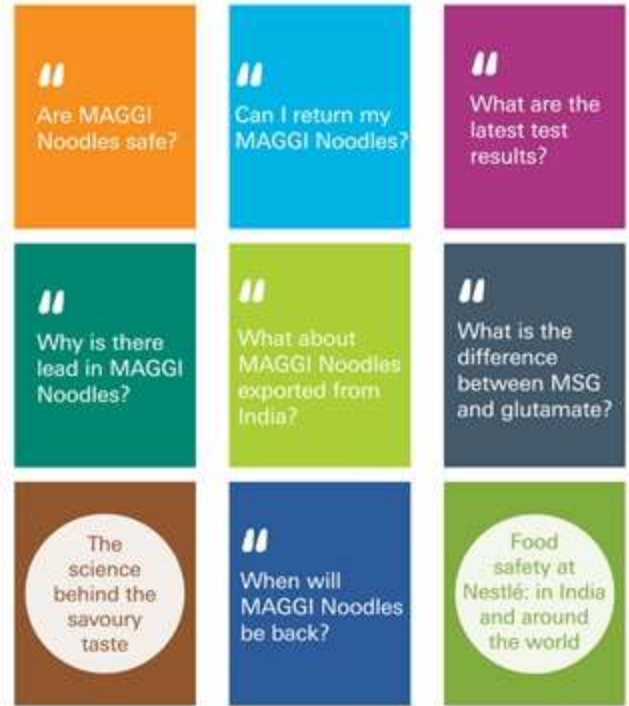 Are MAGGI
Noodles safe?
Can I return my
MAGGI Noodles?
What are the
latest test
results?
Why is there
lead in MAGGI
Noodles?
What about
MAGGI Noodles
exported from
India?
What is the
difference
between MSG
and glutamate?
The
science
behind the
savoury
taste
When will
MAGGI Noodles
be back?
Food
safety at
Nestlé: in India
and around
the world